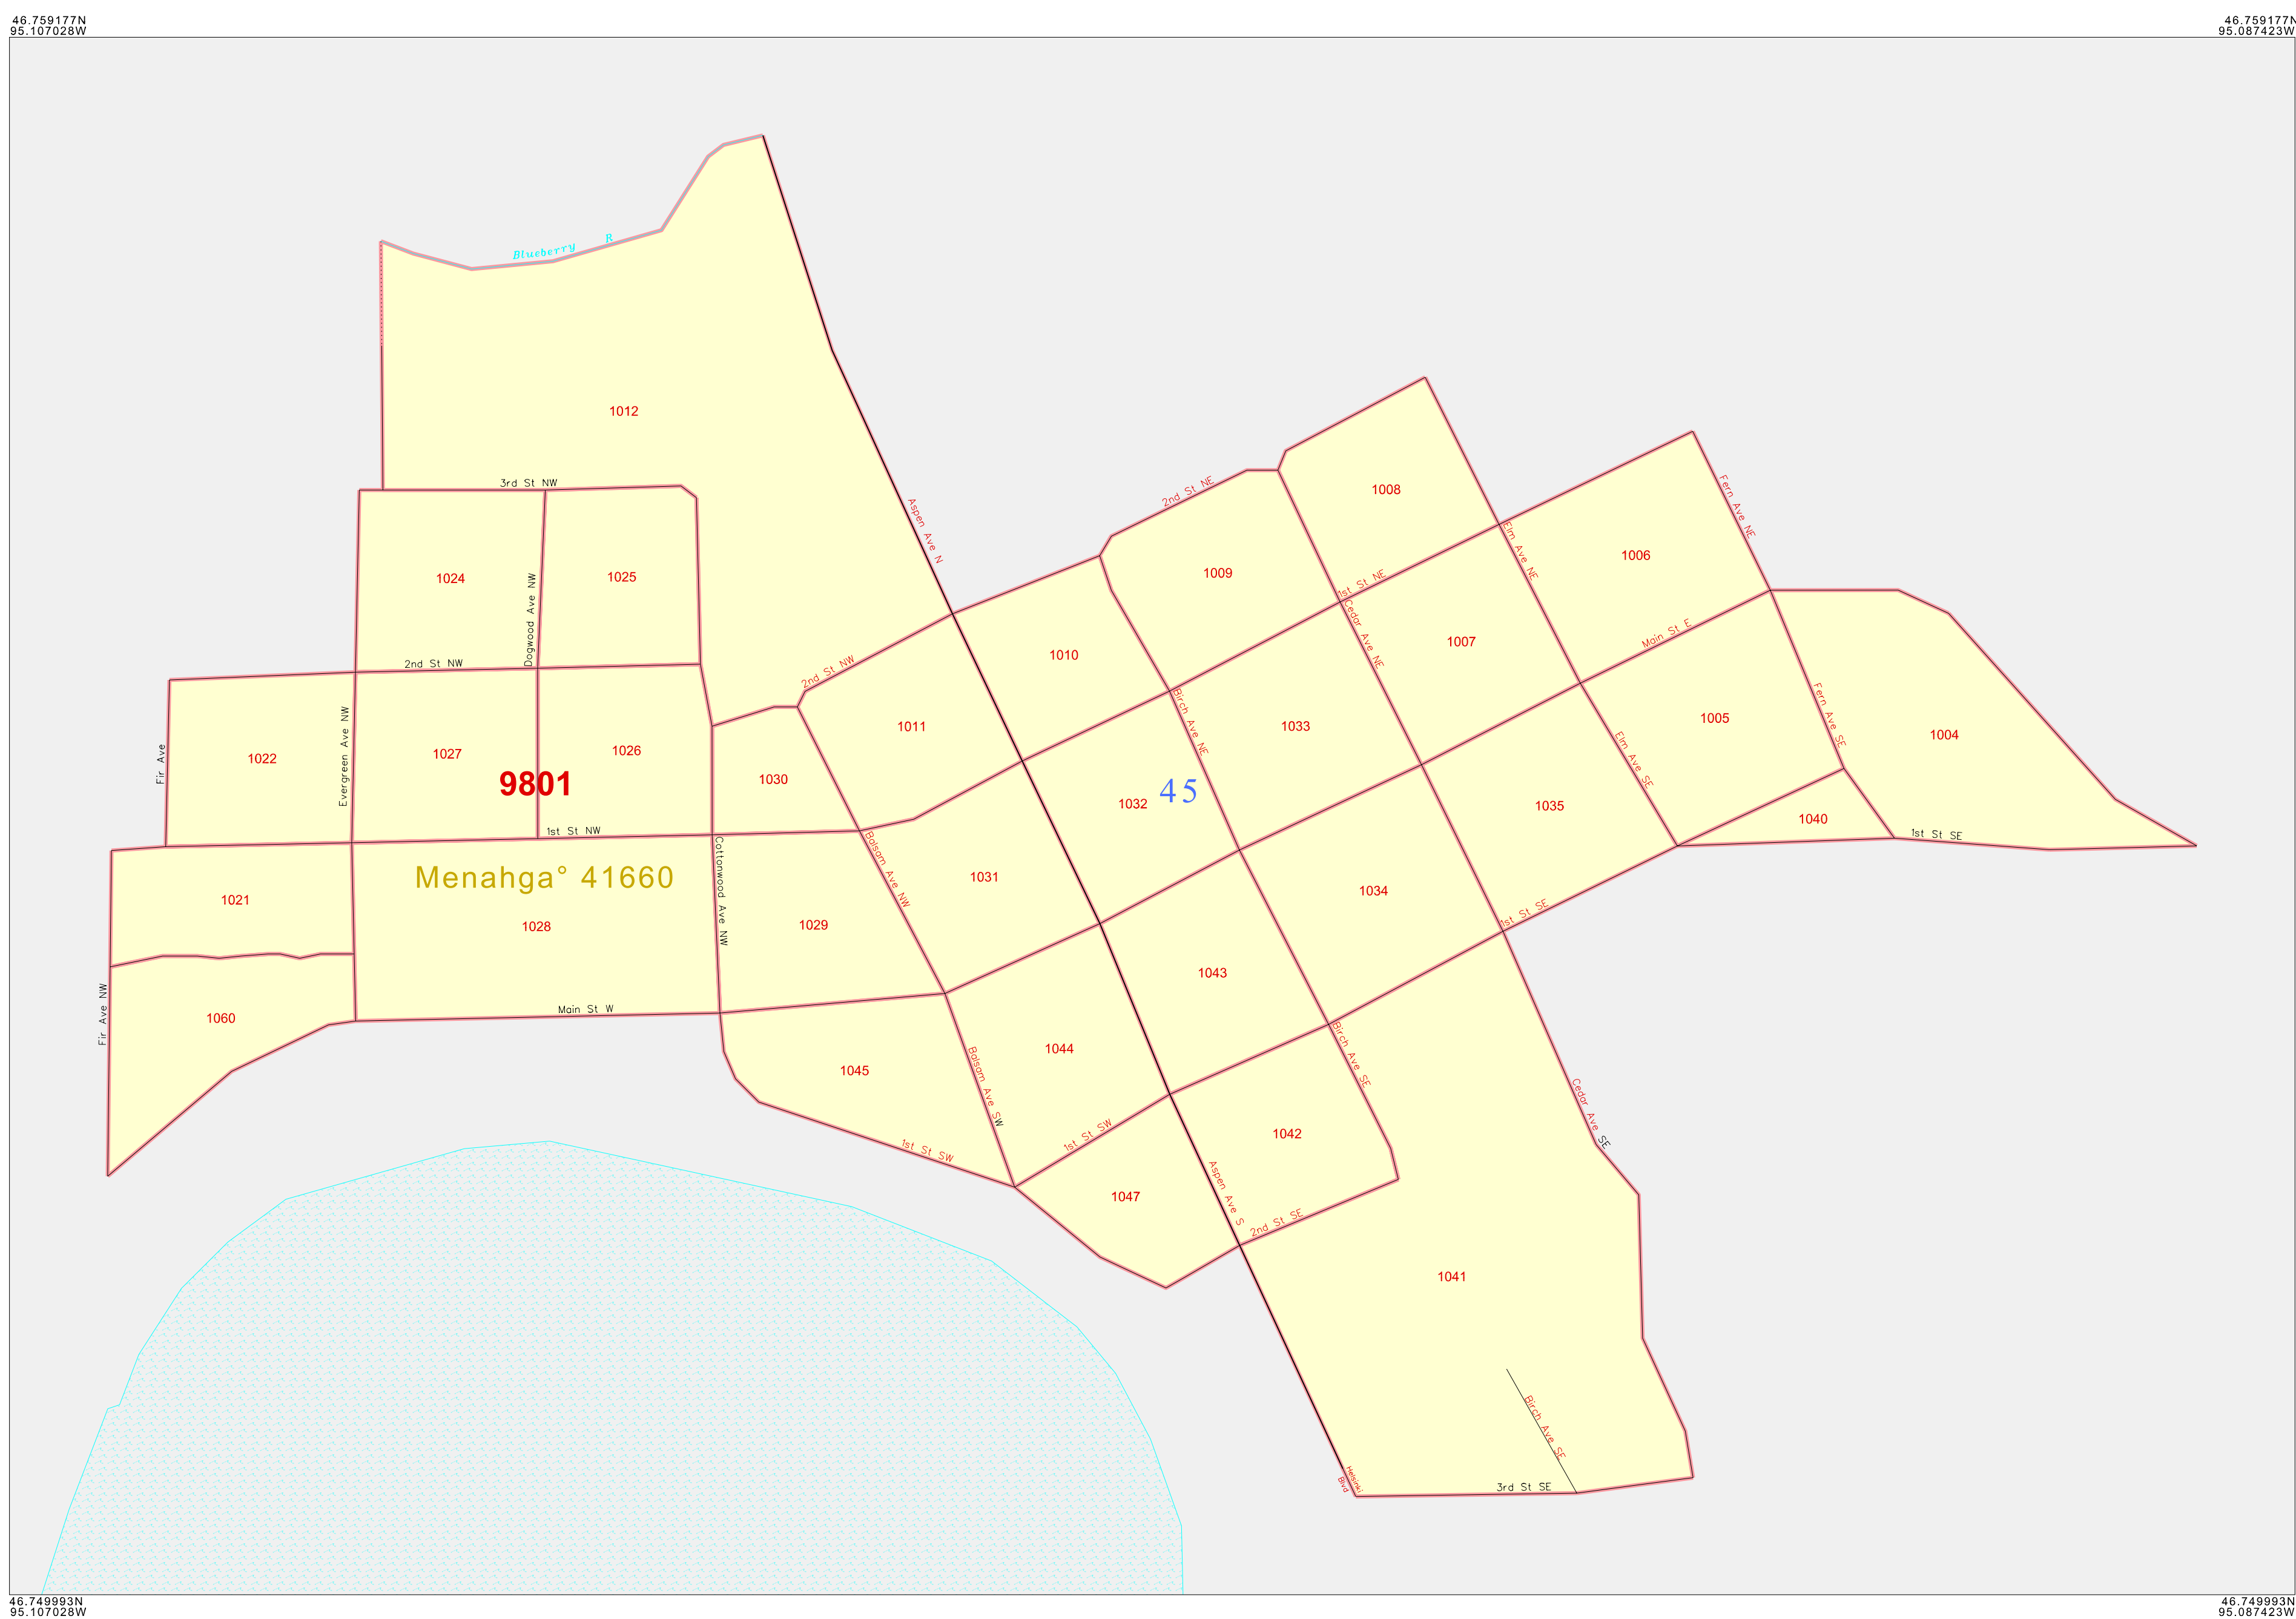 46.759177N
95.107028W
46.759177N
95.087423W
Blueberry R
1012
3rd St NW
Aspen Ave N
2nd St NE
1008
Fern Ave NE
1024
Dogwood Ave NW
1025
1009
1st St NE
Elm Ave NE
1006
Cedar Ave NE
1007
Main St E
2nd St NW
2nd St NW
1010
Birch Ave NE
Fern Ave SE
1022
Fir Ave
Evergreen Ave NW
1027
1026
9801
1030
1011
1033
Elm Ave SE
1005
1004
1032
45
1035
1040
1st St SE
1st St NW
Cottonwood Ave NW
Balsam Ave NW
Menahga° 41660
1021
1028
1029
1031
1034
1st St SE
1043
Fir Ave NW
1060
Main St W
1045
Balsam Ave SW
1044
Birch Ave SE
Cedar Ave SE
1st St SW
1st St SW
1042
1047
Aspen Ave S
2nd St SE
1041
Birch Ave SE
Helsinki
Blvd
3rd St SE
46.749993N
95.107028W
46.749993N
95.087423W